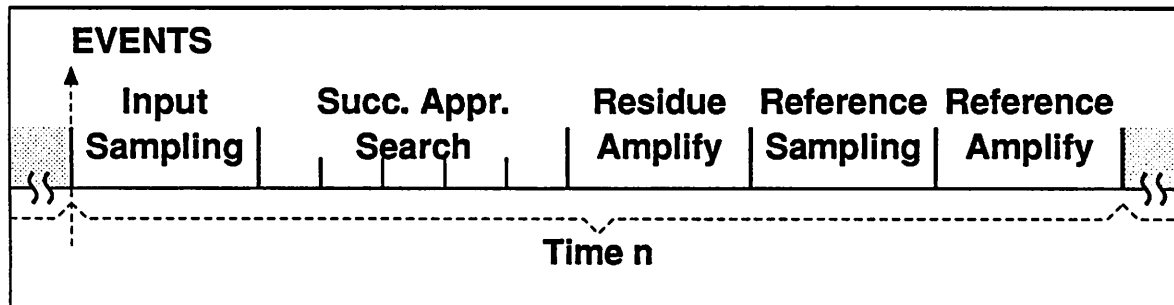 EVENTS
Input Succ. Appr. Residue Reference Reference
Sampling Search Amplify Sampling Amplify
Time n